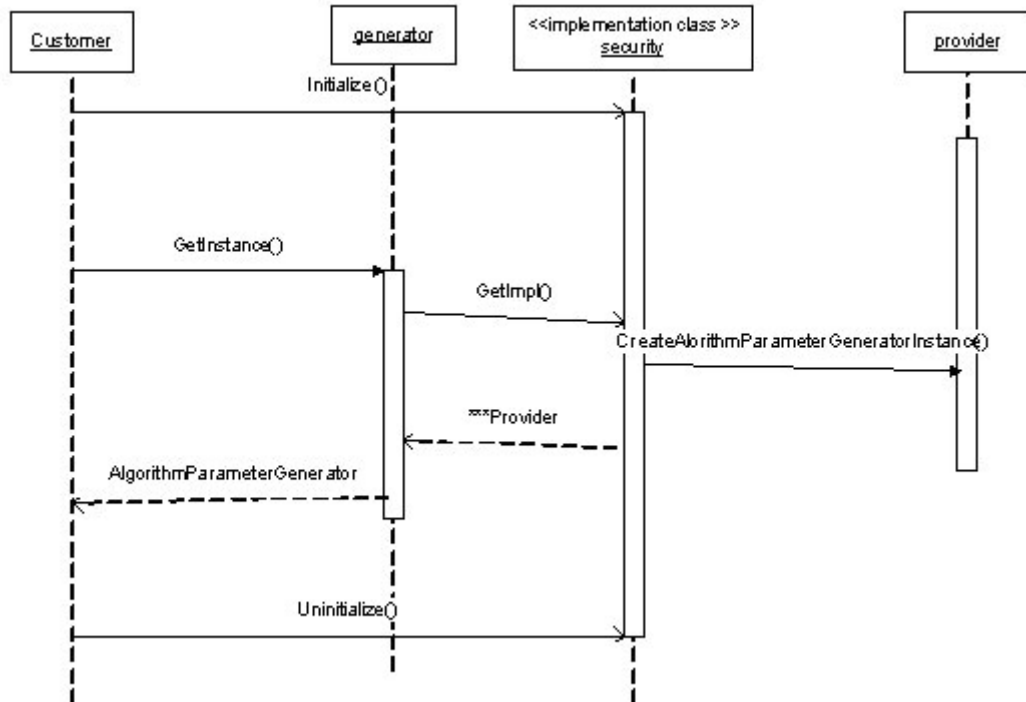 Customer
generator
<<implementation class >>
security
provider
Initialize()
GetInstance()
GetImpl()
CreateAlorithmParameterGeneratorInstance()
***Provider
AlgorithmParameterGenerator
Uninitialize()